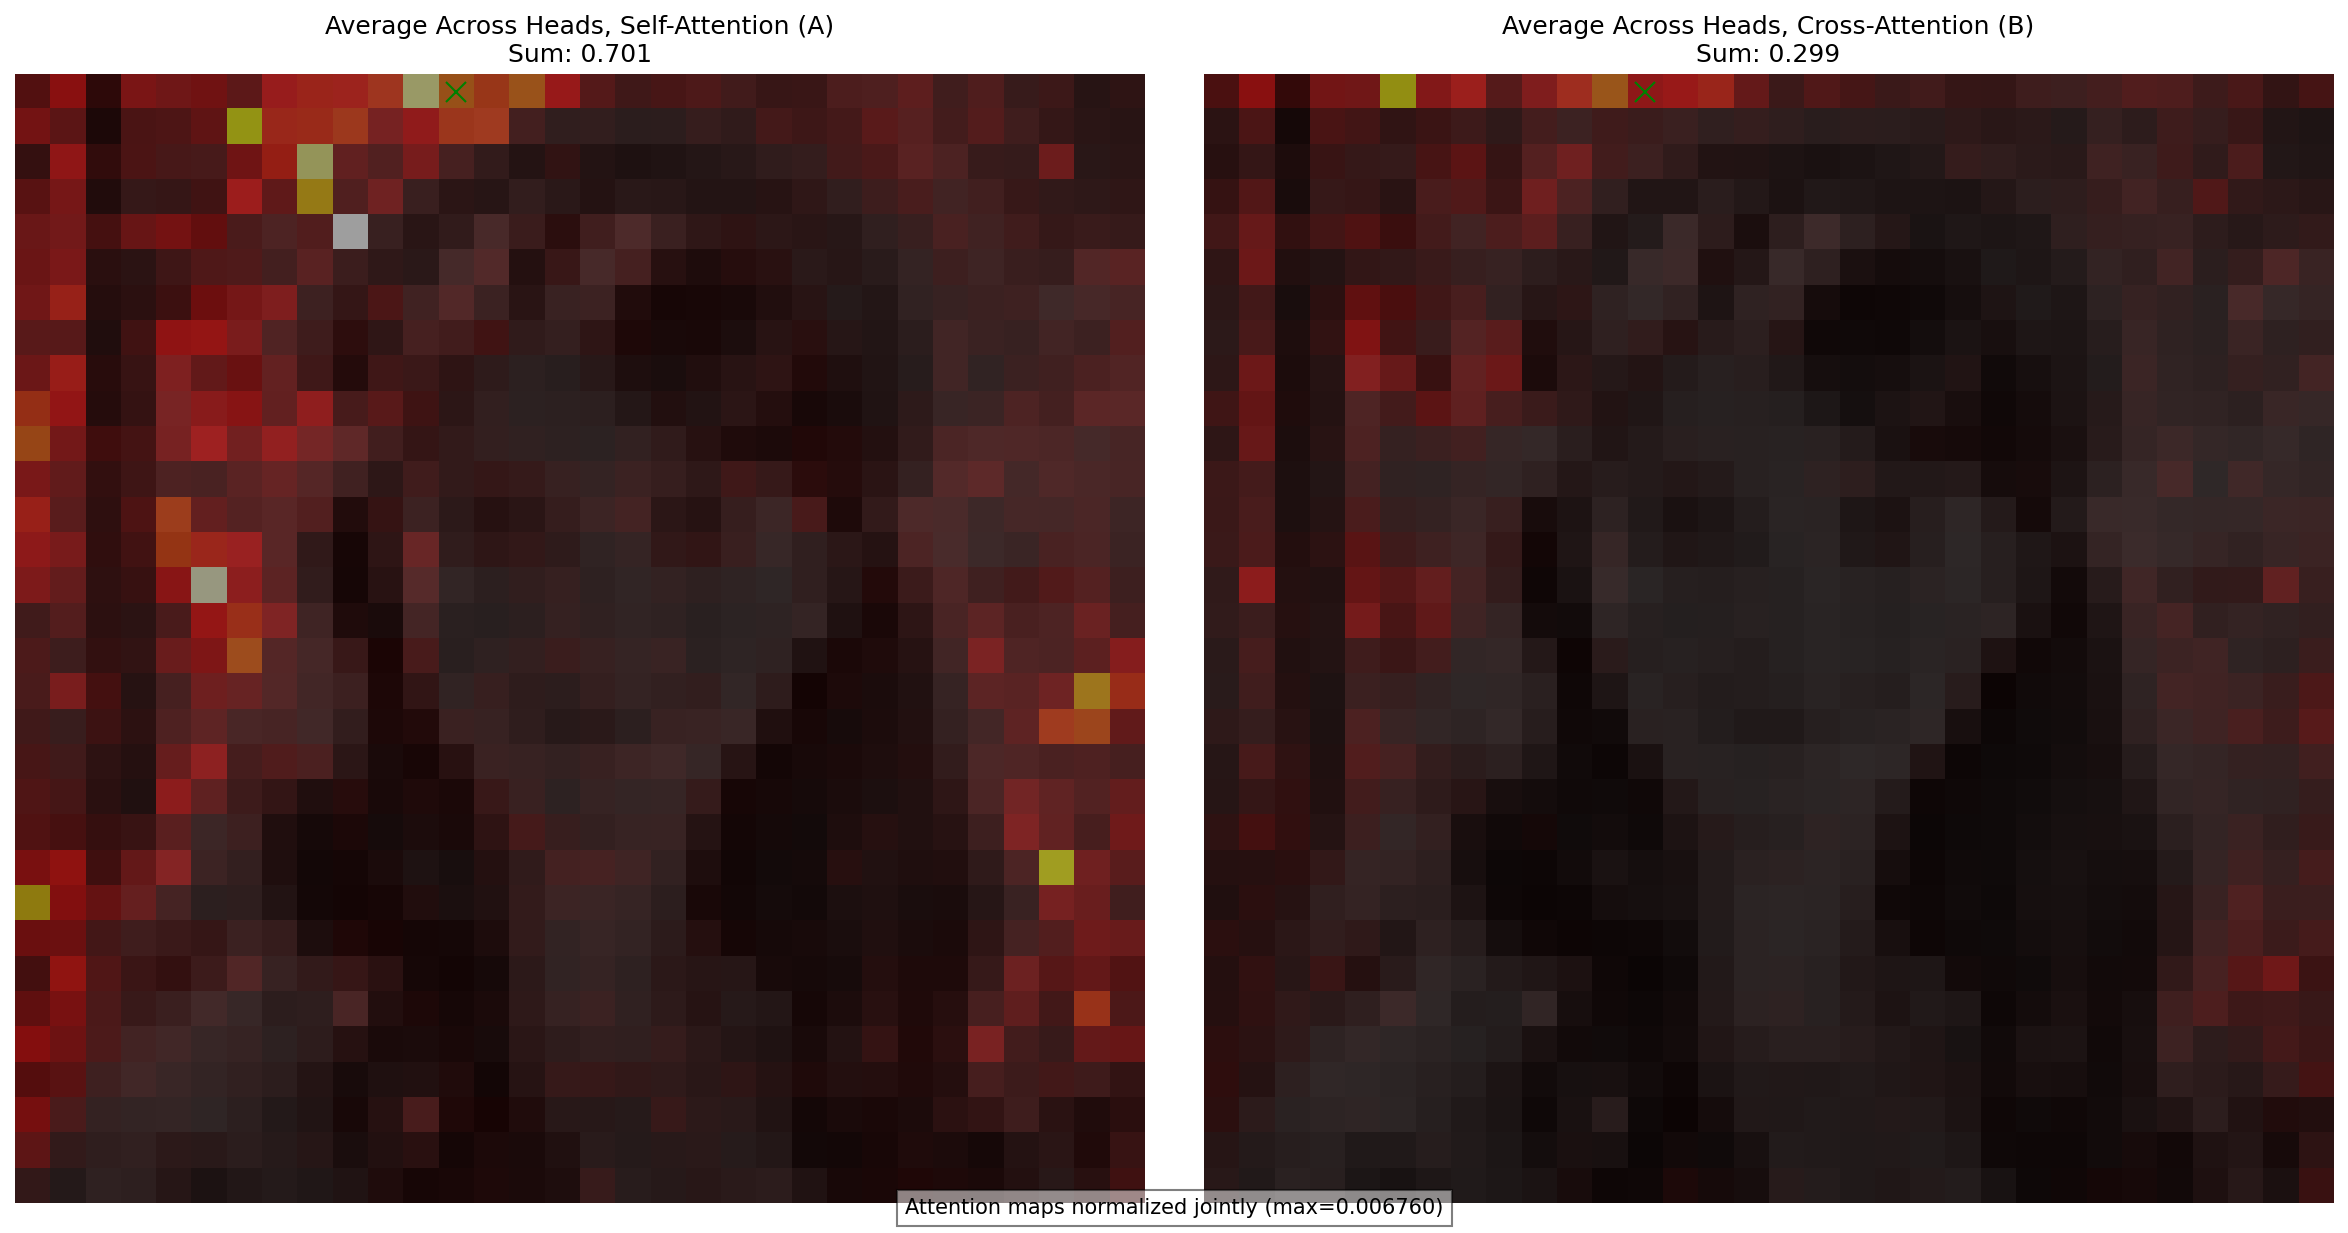 Average Across Heads, Self-Attention (A)
Sum: 0.701
Average Across Heads, Cross-Attention (B)
Sum: 0.299
Attention maps normalized jointly (max=0.006760)